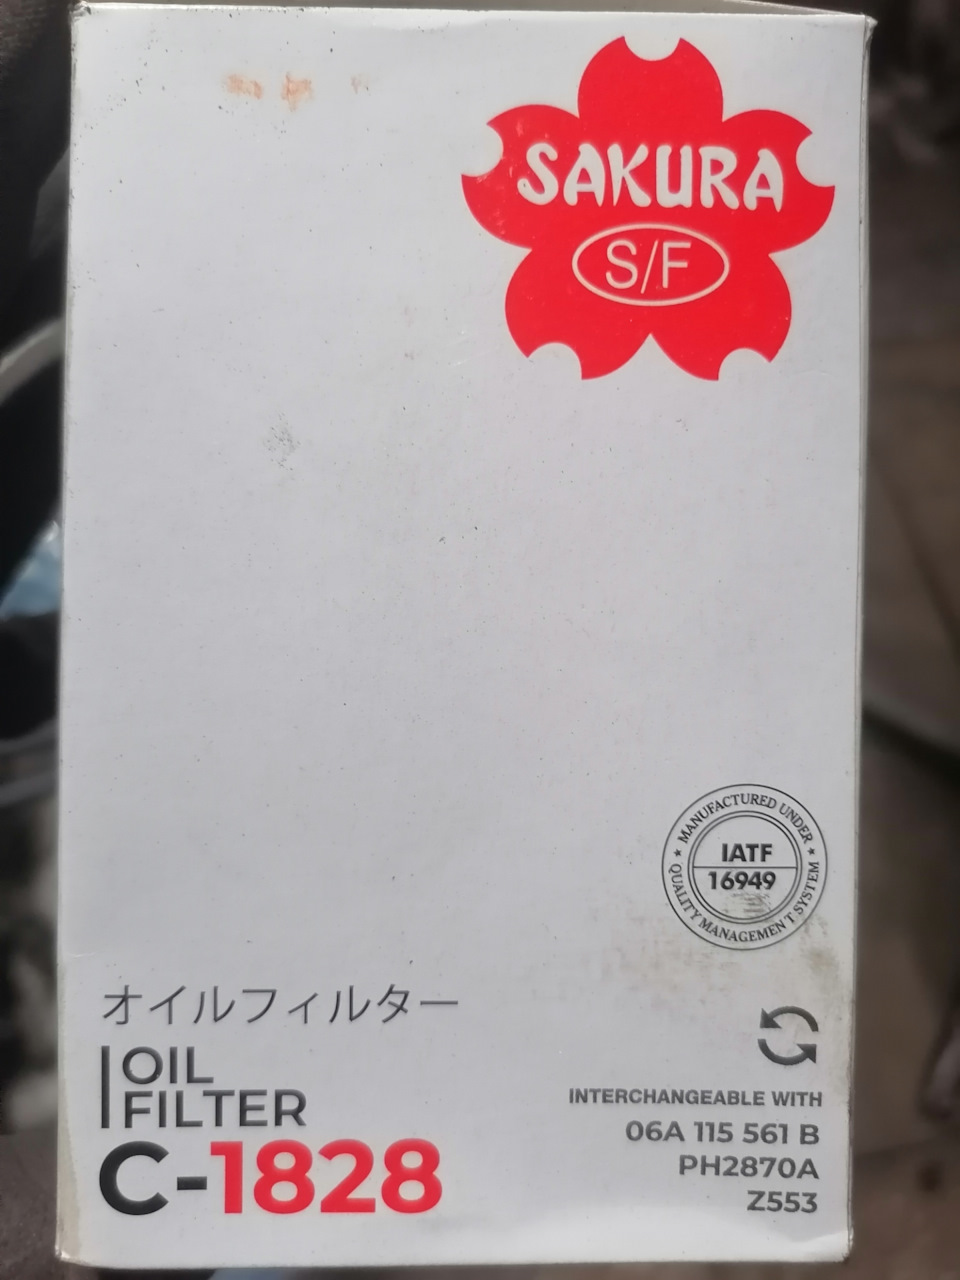 SAKURA
S/F
MANUFACTURED UNDER
IATF
16949
QUALITY MANAGEMENT SYSTEM
オイルフィルター
OIL
FILTER
C-1828
INTERCHANGEABLE WITH
06A 115 561 B
PH2870A
Z553